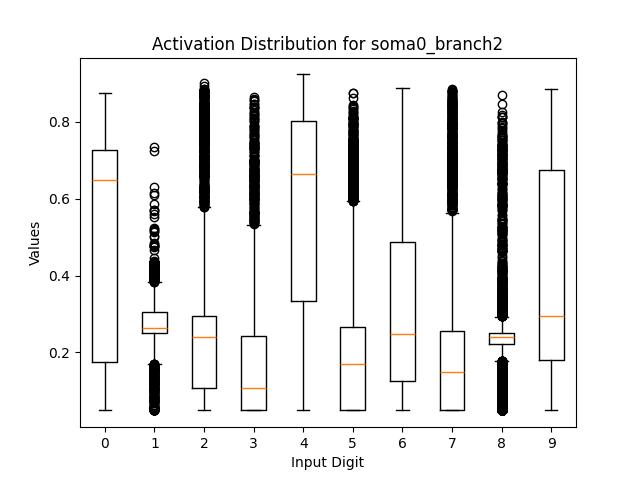 Activation Distribution for soma0_branch2
Values
0.8
0.6
0.4
0.2
0 1 2 3 4 5 6 7 8 9
Input Digit